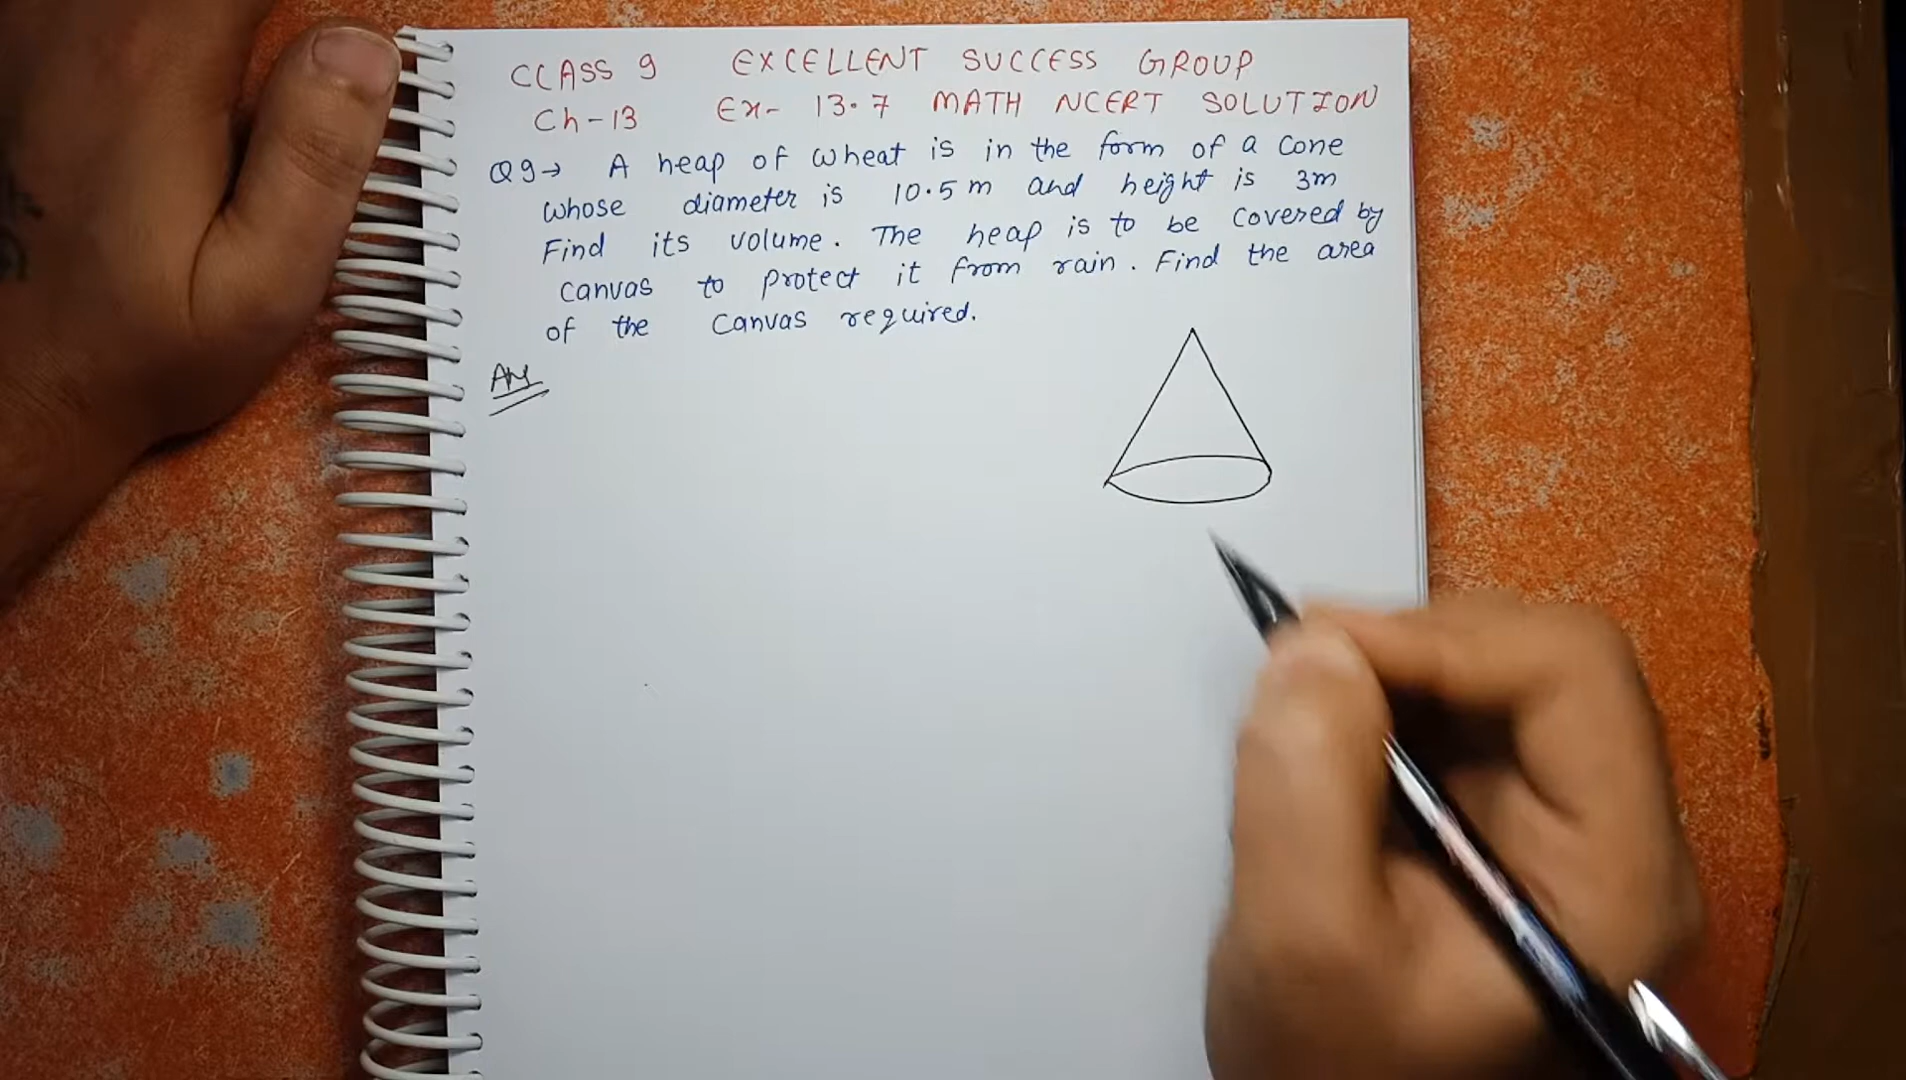 CLASS 9 EXCELLENT SUCCESS GROUP
Ch-13 Ex- 13.7 MATH NCERT SOLUTION
Q9→ A heap of wheat is in the form of a cone
whose diameter is 10.5 m and height is 3m
Find its volume. The heap is to be covered by
canvas to protect it from rain. Find the area
of the canvas required.
Ans